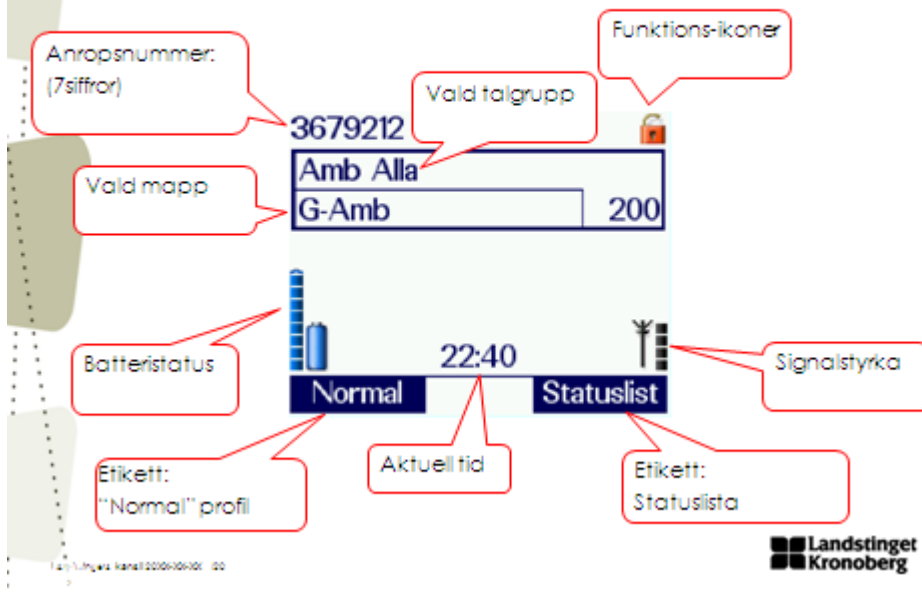 Funktions-ikoner
Anropsnummer:
(7siffror)
Vald talgrupp
3679212
Amb Alla
Vald mapp
G-Amb 200
Batteristatus
22:40
Signalstyrka
Normal Statuslist
Aktuell tid
Etikett:
"Normal" profil
Etikett:
Statuslista
Landstinget
Kronoberg